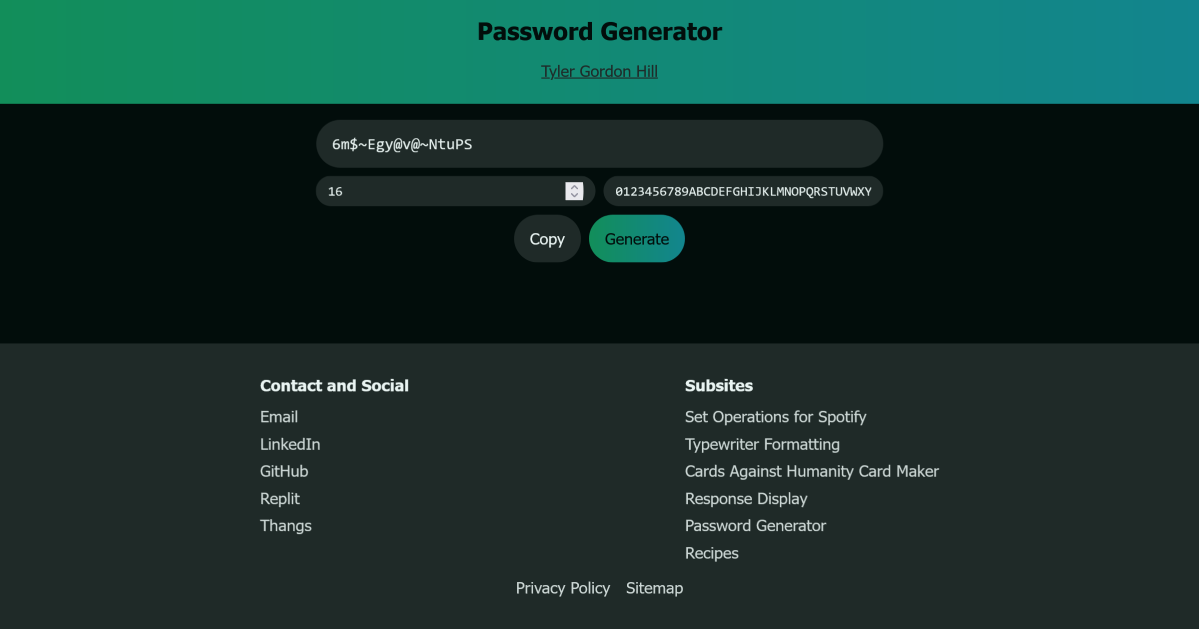 Password Generator
Tyler Gordon Hill
6m$~Egy@v@~NtuPS
16
0123456789ABCDEFGHIJKLMNOPQRSTUVWXY
Copy
Generate
Contact and Social
Email
LinkedIn
GitHub
Replit
Thangs
Subsites
Set Operations for Spotify
Typewriter Formatting
Cards Against Humanity Card Maker
Response Display
Password Generator
Recipes
Privacy Policy Sitemap